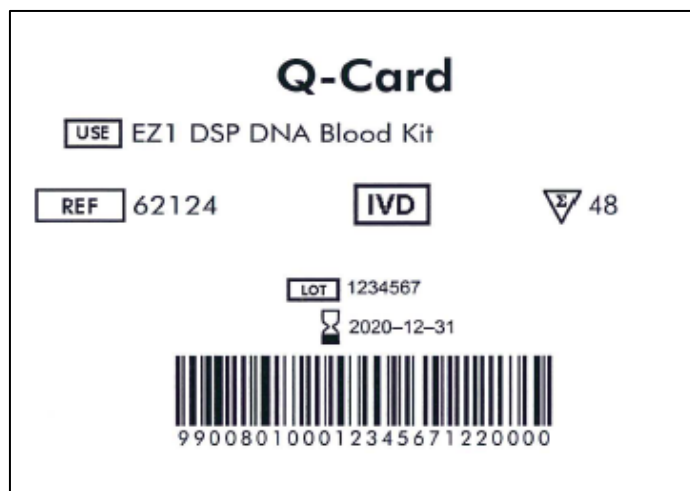 Q-Card
USE EZ1 DSP DNA Blood Kit
REF 62124 IVD Σ 48
LOT 1234567
2020–12–31
990080100012345671220000